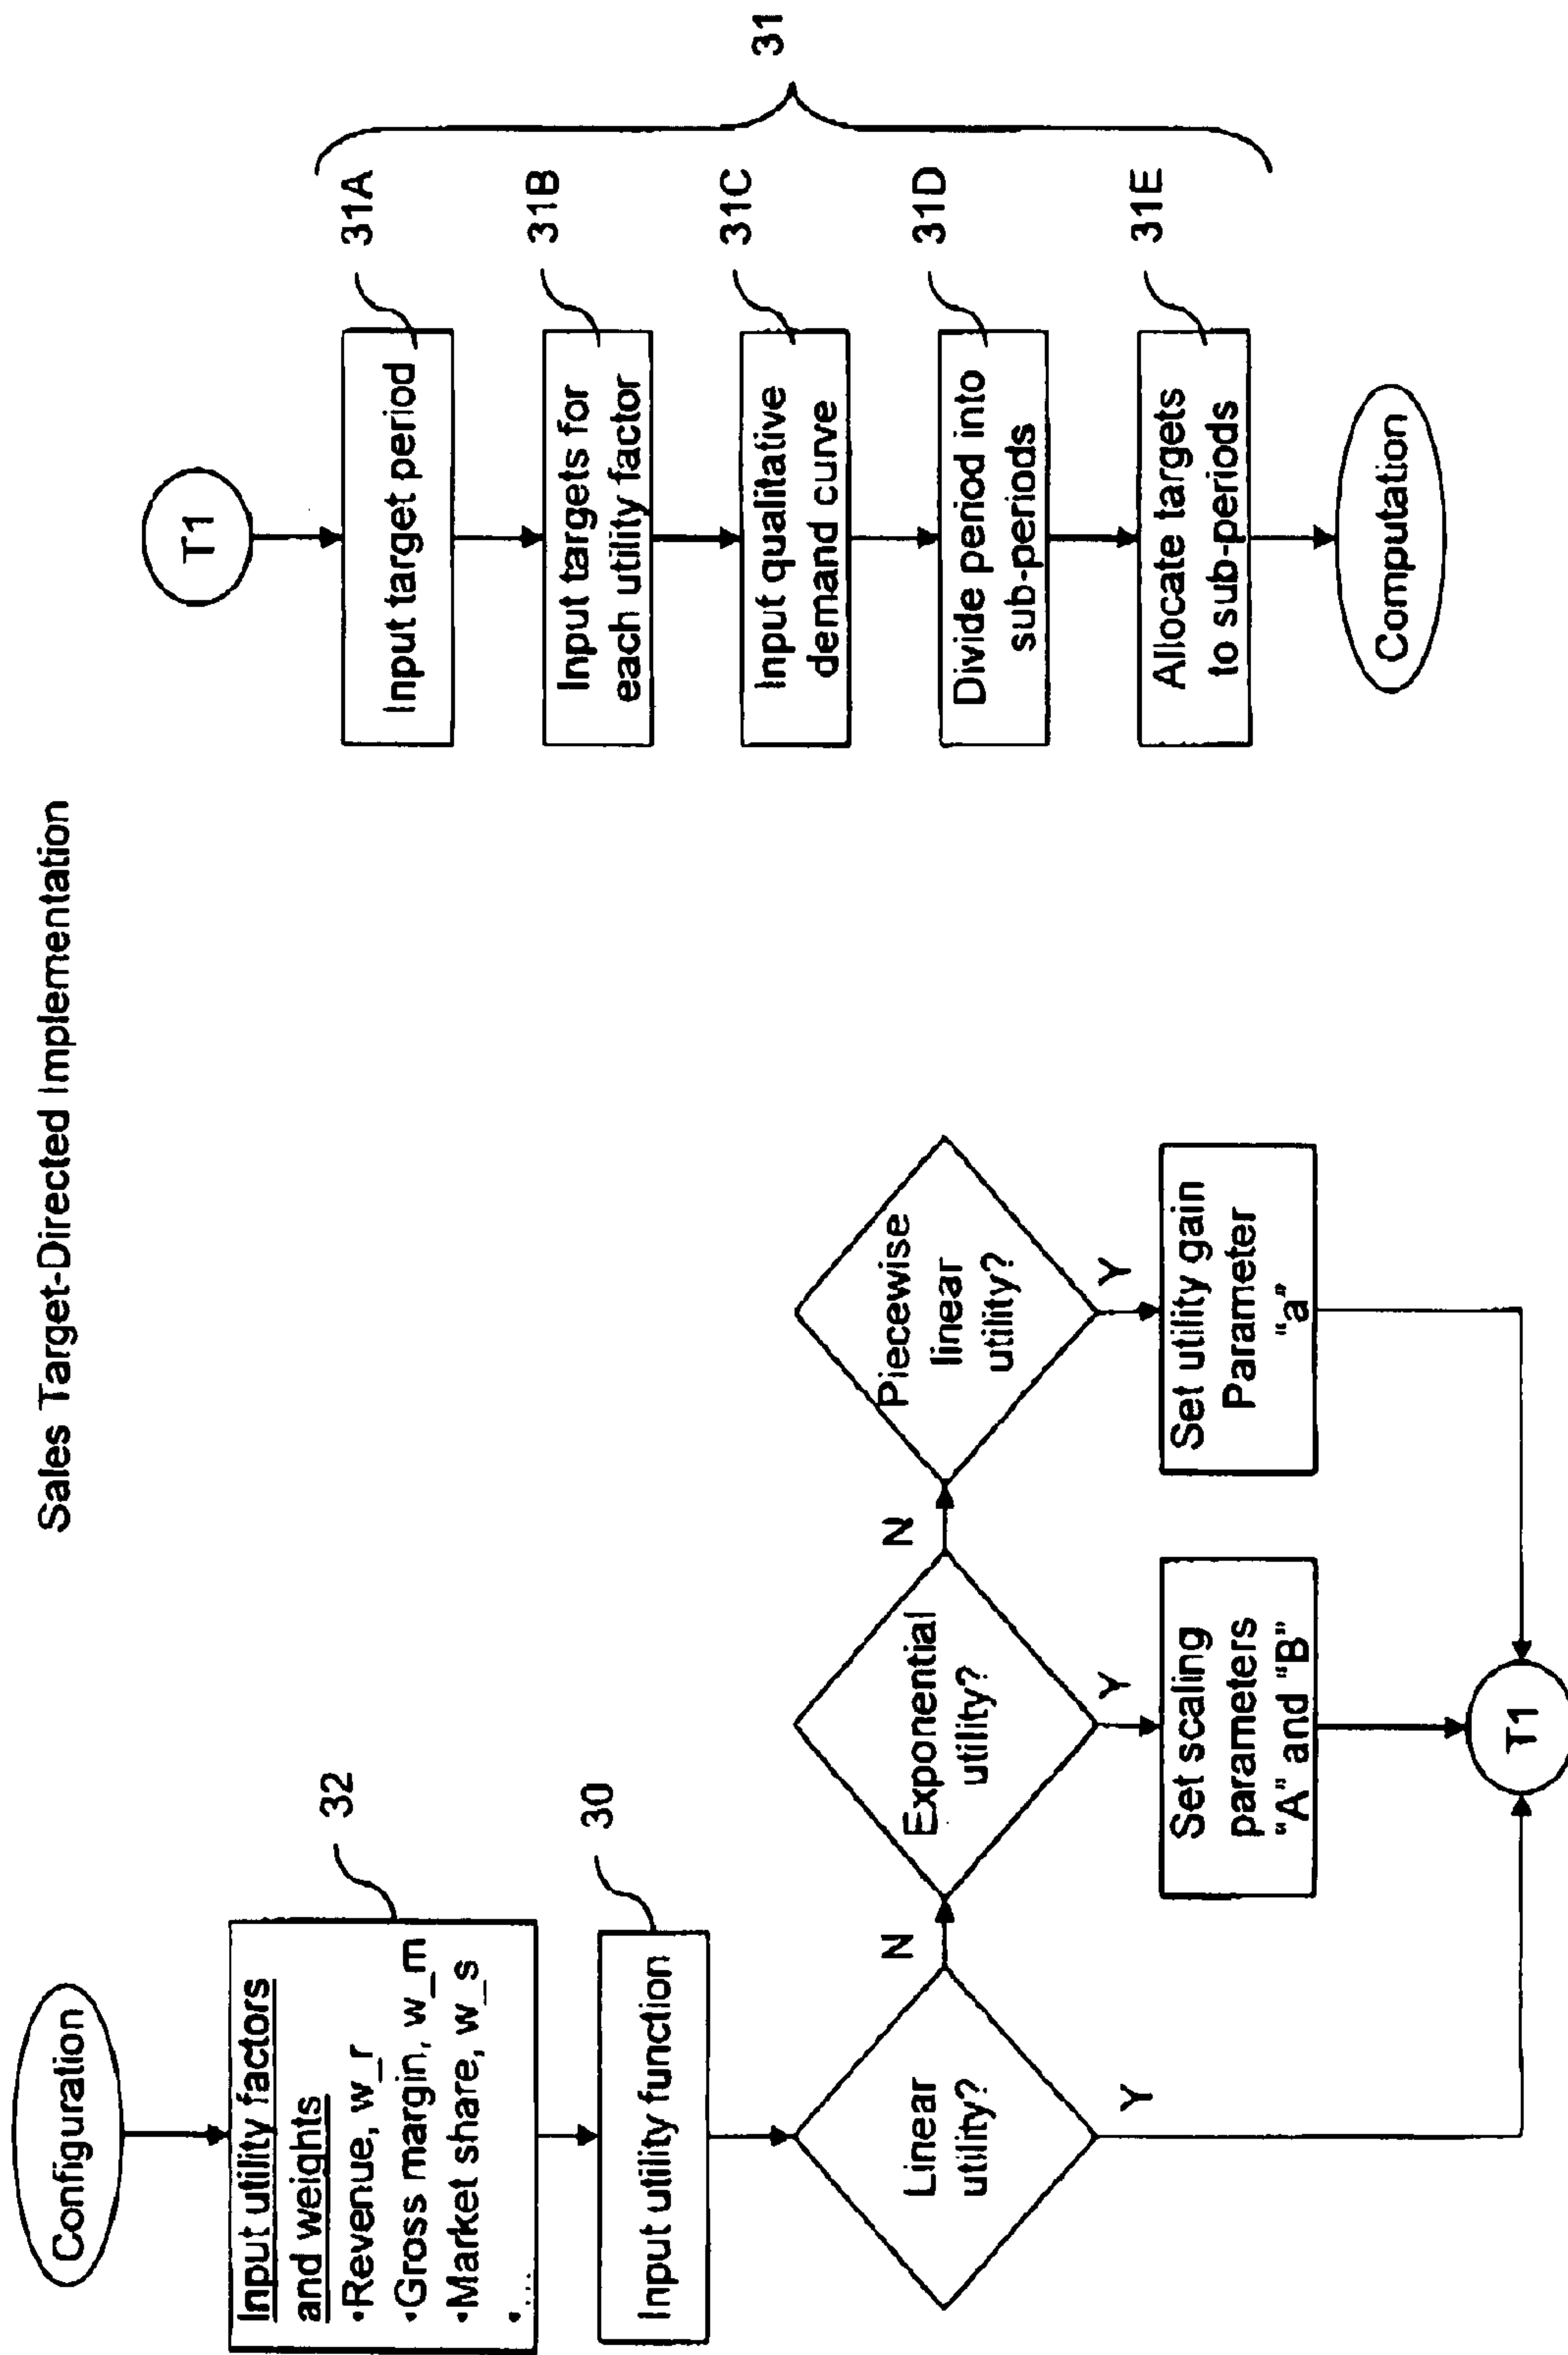 Sales Target-Directed Implementation
Configuration
32
Input utility factors
and weights
•Revenue, w_r
•Gross margin, w_m
•Market share, w_s
•...
30
Input utility function
Linear
utility?
N
Y
Exponential
utility?
N
Y
Piecewise
linear
utility?
Y
Set scaling
parameters
“A” and “B”
Set utility gain
Parameter
“a”
T1
T1
Input target period
31A
Input targets for
each utility factor
31B
Input qualitative
demand curve
31C
Divide period into
sub-periods
31D
Allocate targets
to sub-periods
31E
Computation
31